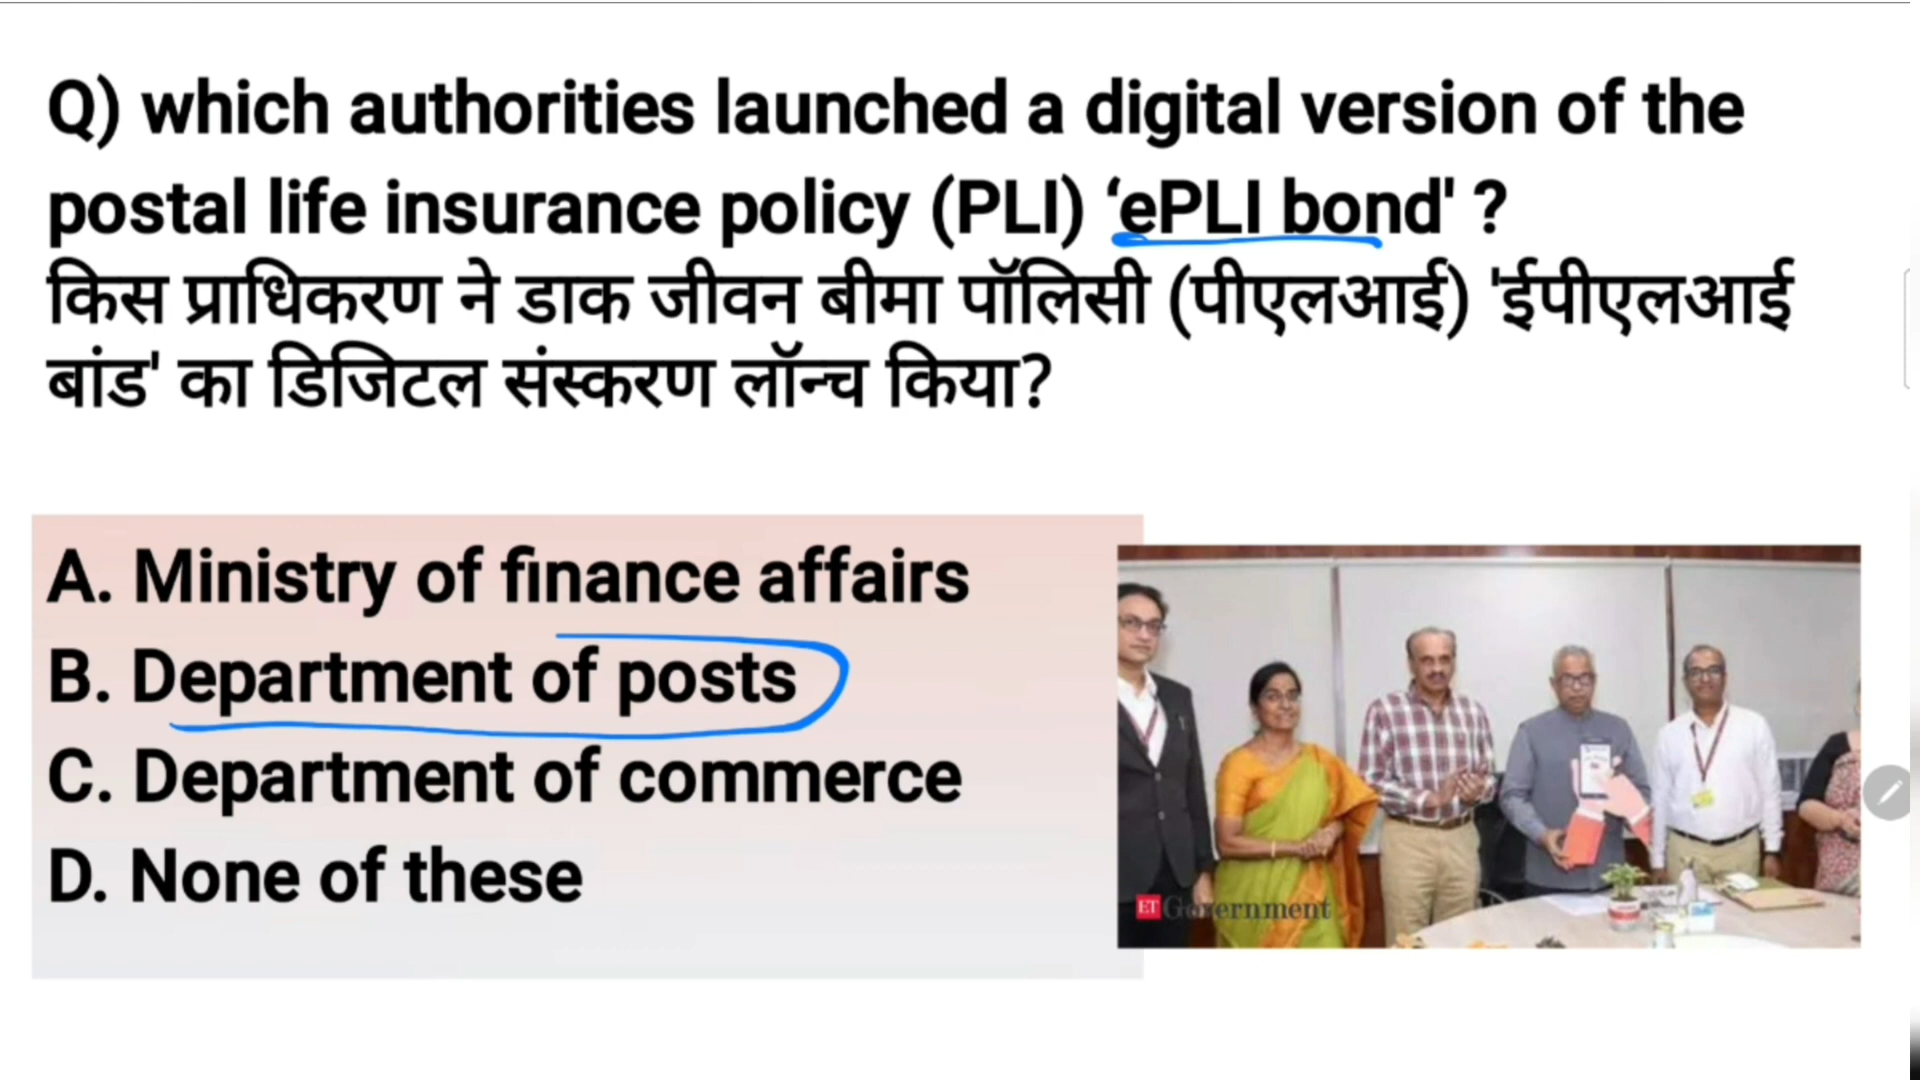 Q) which authorities launched a digital version of the
postal life insurance policy (PLI) ‘ePLI bond' ?
किस प्राधिकरण ने डाक जीवन बीमा पॉलिसी (पीएलआई) 'ईपीएलआई
बांड' का डिजिटल संस्करण लॉन्च किया?
A. Ministry of finance affairs
B. Department of posts
C. Department of commerce
D. None of these
ET Government